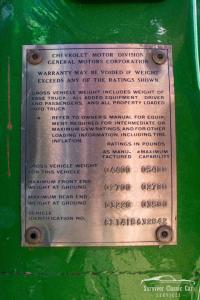 CHEVROLET MOTOR DIVISION
GENERAL MOTORS CORPORATION
WARRANTY MAY BE VOIDED IF WEIGHT
EXCEEDS ANY OF THE RATINGS SHOWN
GROSS VEHICLE WEIGHT INCLUDES WEIGHT OF
BASE TRUCK, ALL ADDED EQUIPMENT, DRIVER
AND PASSENGERS, AND ALL PROPERTY LOADED
INTO TRUCK.
REFER TO OWNER'S MANUAL FOR EQUIP-
MENT REQUIRED FOR INTERMEDIATE OR
MAXIMUM GVW RATINGS, AND FOR OTHER
LOADING INFORMATION, INCLUDING TIRE
INFLATION.
RATINGS IN POUNDS
AS MANU- MAXIMUM
FACTURED CAPABILITY
GROSS VEHICLE WEIGHT
FOR THIS VEHICLE
MAXIMUM FRONT END
WEIGHT AT GROUND
MAXIMUM REAR END
WEIGHT AT GROUND
VEHICLE
IDENTIFICATION NO.
Survivor Classic Car
SERVICES